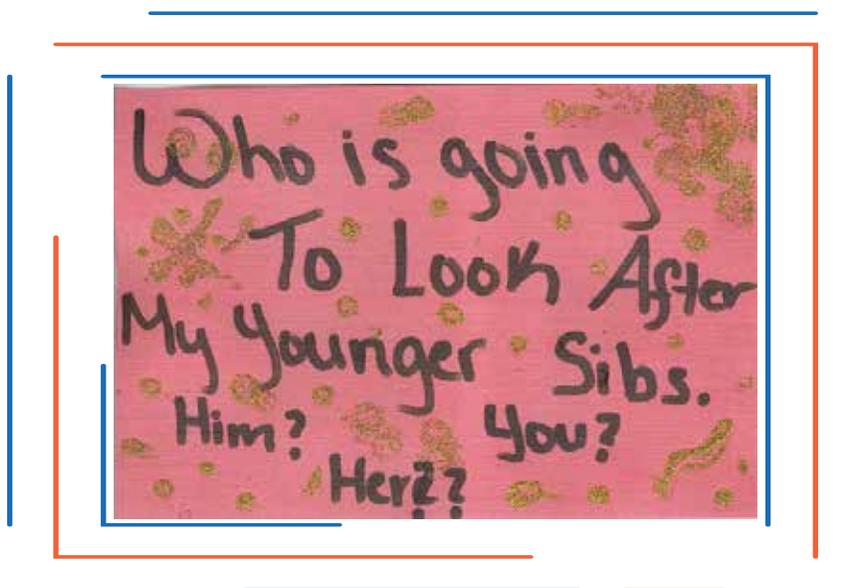 Who is going
To Look After
My Younger Sibs.
Him? You?
Her??